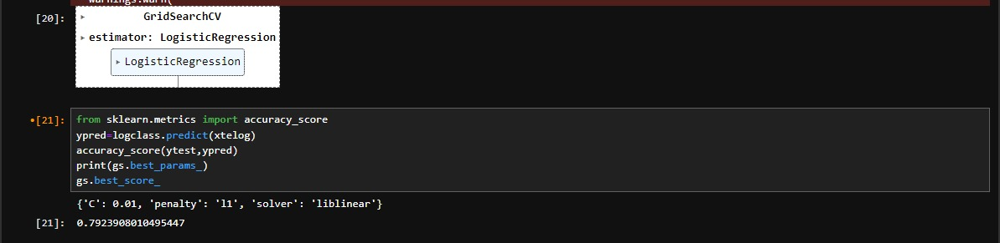 warnings.warn(
[20]:
GridSearchCV
estimator: LogisticRegression
LogisticRegression
[21]:
from sklearn.metrics import accuracy_score
ypred=logclass.predict(xtelog)
accuracy_score(ytest,ypred)
print(gs.best_params_)
gs.best_score_
{'C': 0.01, 'penalty': 'l1', 'solver': 'liblinear'}
[21]: 0.7923908010495447